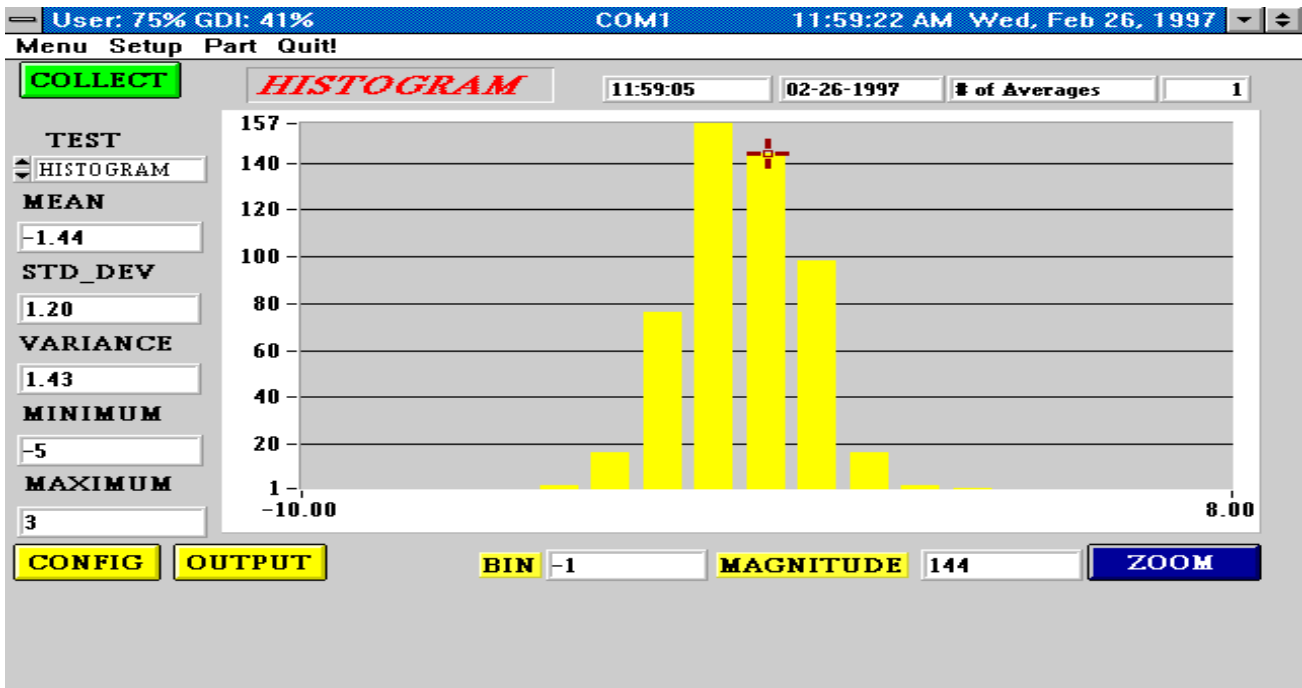 User: 75% GDI: 41% COM1 11:59:22 AM Wed, Feb 26, 1997
Menu Setup Part Quit!
COLLECT
HISTOGRAM
11:59:05
02-26-1997
# of Averages
1
TEST
HISTOGRAM
MEAN
-1.44
STD_DEV
1.20
VARIANCE
1.43
MINIMUM
-5
MAXIMUM
3
157
140
120
100
80
60
40
20
1
-10.00
8.00
CONFIG
OUTPUT
BIN
-1
MAGNITUDE
144
ZOOM